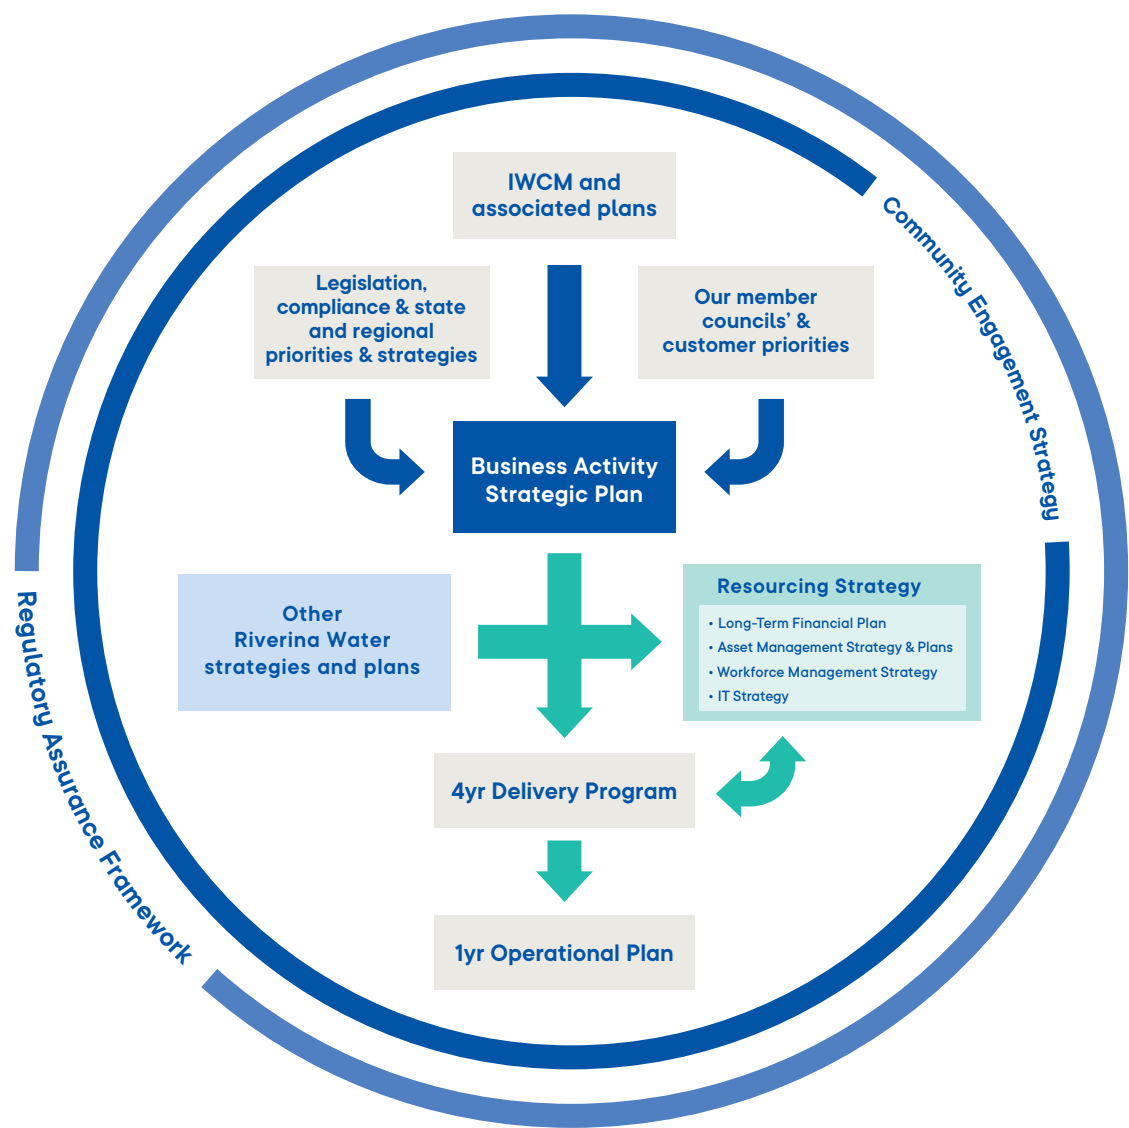 IWCM and
associated plans
Legislation,
compliance & state
and regional
priorities & strategies
Our member
councils’ &
customer priorities
Community Engagement Strategy
Business Activity
Strategic Plan
Other
Riverina Water
strategies and plans
Resourcing Strategy
• Long-Term Financial Plan
• Asset Management Strategy & Plans
• Workforce Management Strategy
• IT Strategy
Regulatory Assurance Framework
4yr Delivery Program
1yr Operational Plan